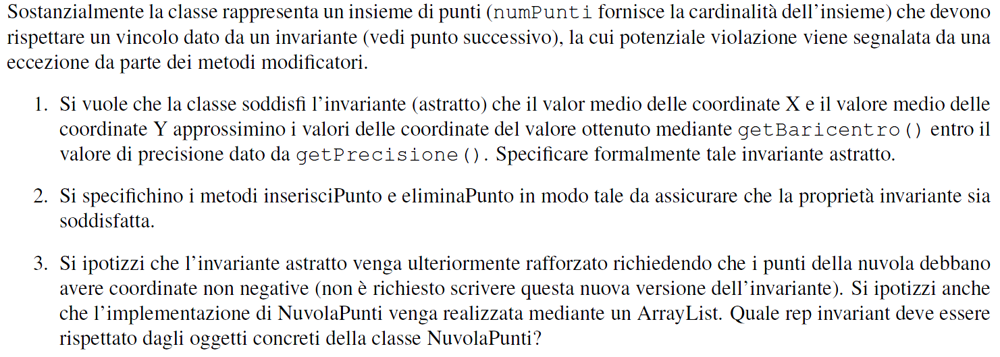 Sostanzialmente la classe rappresenta un insieme di punti (numPunti fornisce la cardinalità dell'insieme) che devono
rispettare un vincolo dato da un invariante (vedi punto successivo), la cui potenziale violazione viene segnalata da una
eccezione da parte dei metodi modificatori.
1. Si vuole che la classe soddisfi l'invariante (astratto) che il valor medio delle coordinate X e il valore medio delle
coordinate Y approssimino i valori delle coordinate del valore ottenuto mediante getBaricentro() entro il
valore di precisione dato da getPrecisione(). Specificare formalmente tale invariante astratto.
2. Si specifichino i metodi inserisciPunto e eliminaPunto in modo tale da assicurare che la proprietà invariante sia
soddisfatta.
3. Si ipotizzi che l'invariante astratto venga ulteriormente rafforzato richiedendo che i punti della nuvola debbano
avere coordinate non negative (non è richiesto scrivere questa nuova versione dell'invariante). Si ipotizzi anche
che l'implementazione di NuvolaPunti venga realizzata mediante un ArrayList. Quale rep invariant deve essere
rispettato dagli oggetti concreti della classe NuvolaPunti?